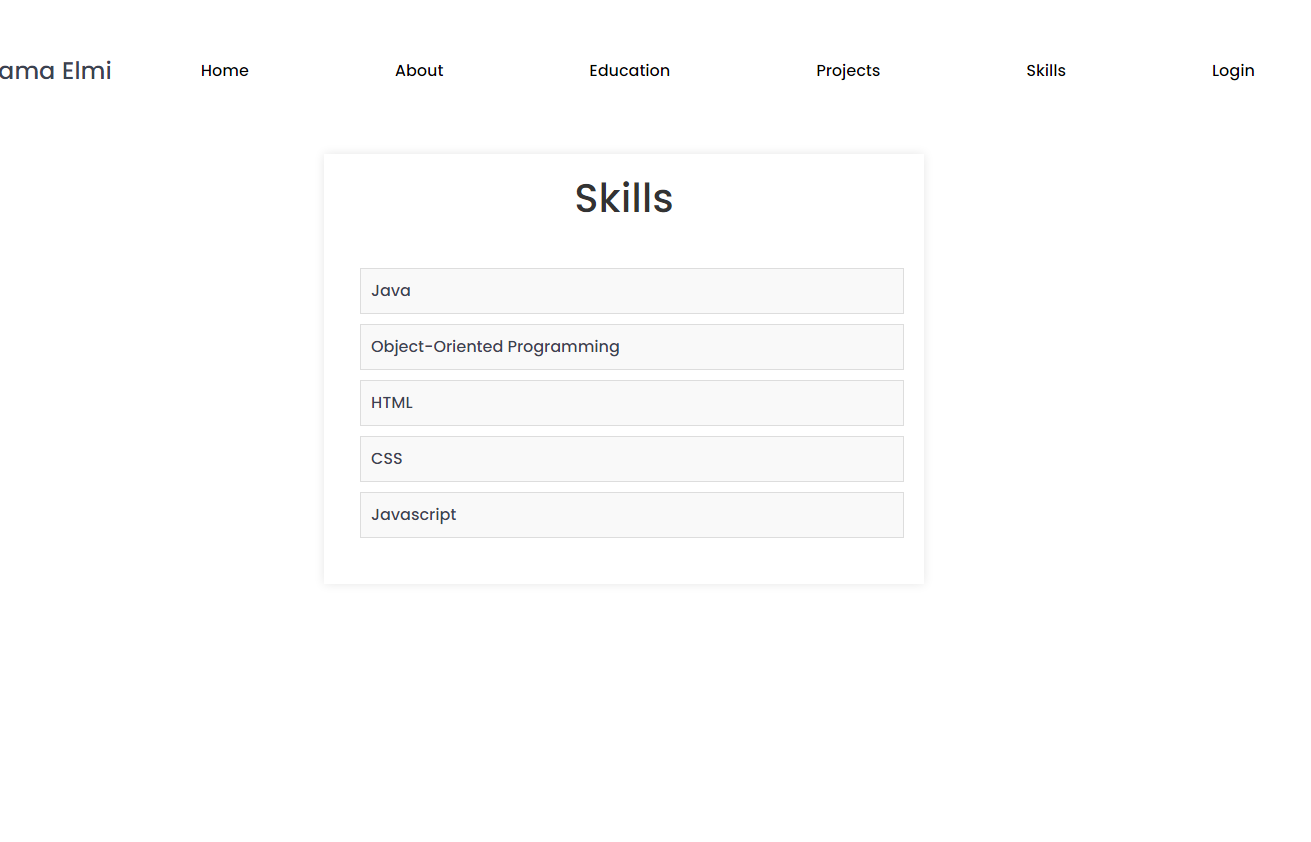 ama Elmi
Home
About
Education
Projects
Skills
Login
Skills
Java
Object-Oriented Programming
HTML
CSS
Javascript